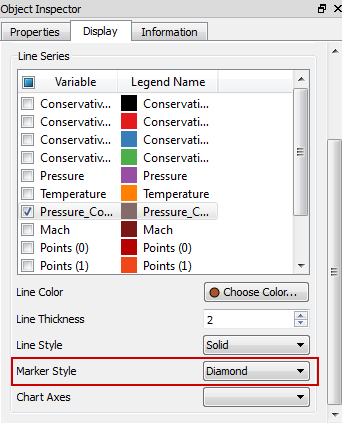 Object Inspector
Properties Display Information
Line Series
Variable Legend Name
Conservativ... Conservati...
Conservativ... Conservati...
Conservativ... Conservati...
Conservativ... Conservati...
Pressure Pressure
Temperature Temperature
Pressure_Co... Pressure_C...
Mach Mach
Points (0) Points (0)
Points (1) Points (1)
Line Color Choose Color...
Line Thickness 2
Line Style Solid
Marker Style Diamond
Chart Axes